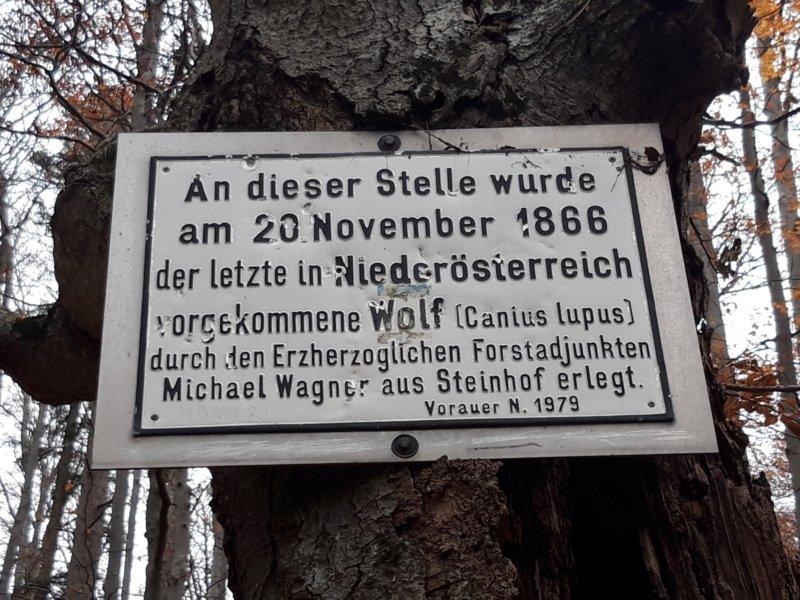 An dieser Stelle wurde
am 20. November 1866
der letzte in Niederösterreich
vorgekommene Wolf (Canius lupus)
durch den Erzherzoglichen Forstadjunkten
Michael Wagner aus Steinhof erlegt.
Vorauer N. 1979